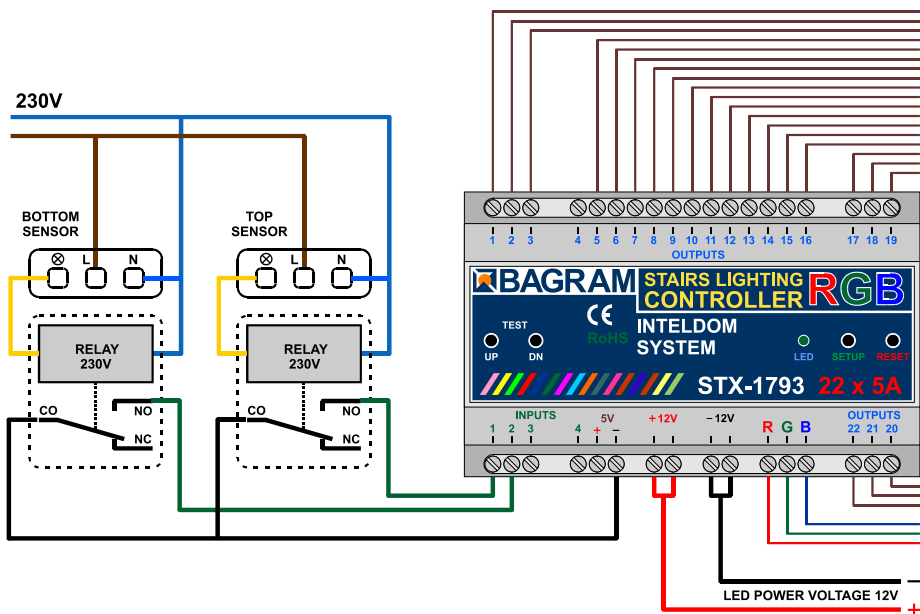 230V
BOTTOM
SENSOR
L
N
TOP
SENSOR
L
N
RELAY
230V
CO
NO
NC
RELAY
230V
CO
NO
NC
1 2 3 4 5 6 7 8 9 10 11 12 13 14 15 16 17 18 19
OUTPUTS
BAGRAM
STAIRS LIGHTING
CONTROLLER
RGB
CE
RoHS
INTELDOM
SYSTEM
TEST
UP
DN
LED
SETUP
RESET
STX-1793 22 x 5A
INPUTS
1 2 3 4
5V
+ –
+12V
–12V
R G B
OUTPUTS
22 21 20
LED POWER VOLTAGE 12V
–
+